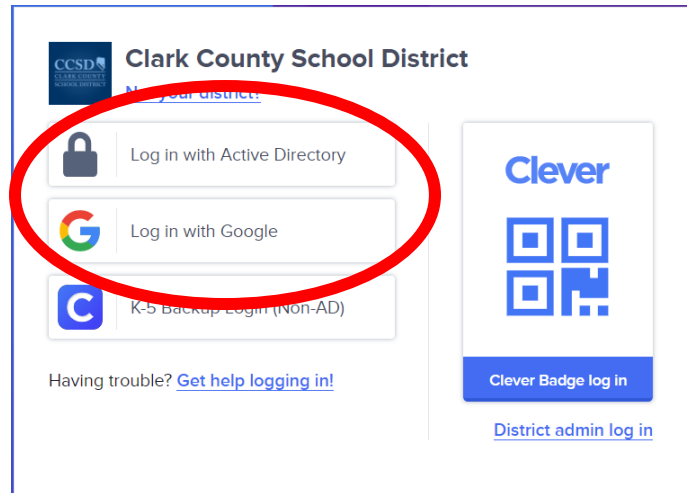 CCSD
CLARK COUNTY
SCHOOL DISTRICT
Clark County School District
Not your district?
Log in with Active Directory
Log in with Google
K-5 Backup Login (Non-AD)
Having trouble? Get help logging in!
Clever
Clever Badge log in
District admin log in